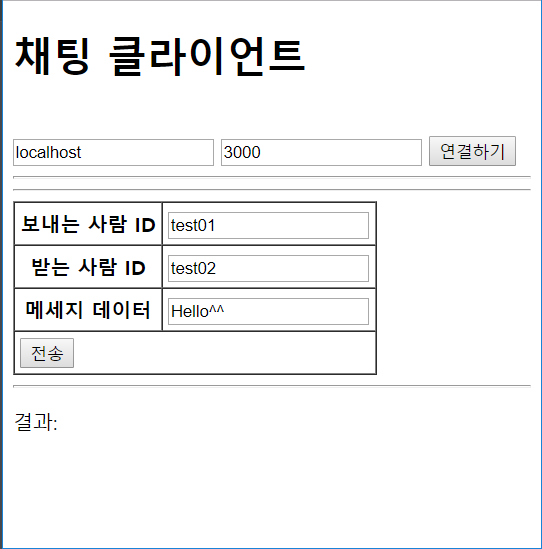 채팅 클라이언트
localhost 3000 연결하기
보내는 사람 ID test01
받는 사람 ID test02
메세지 데이터 Hello^^
전송
결과: